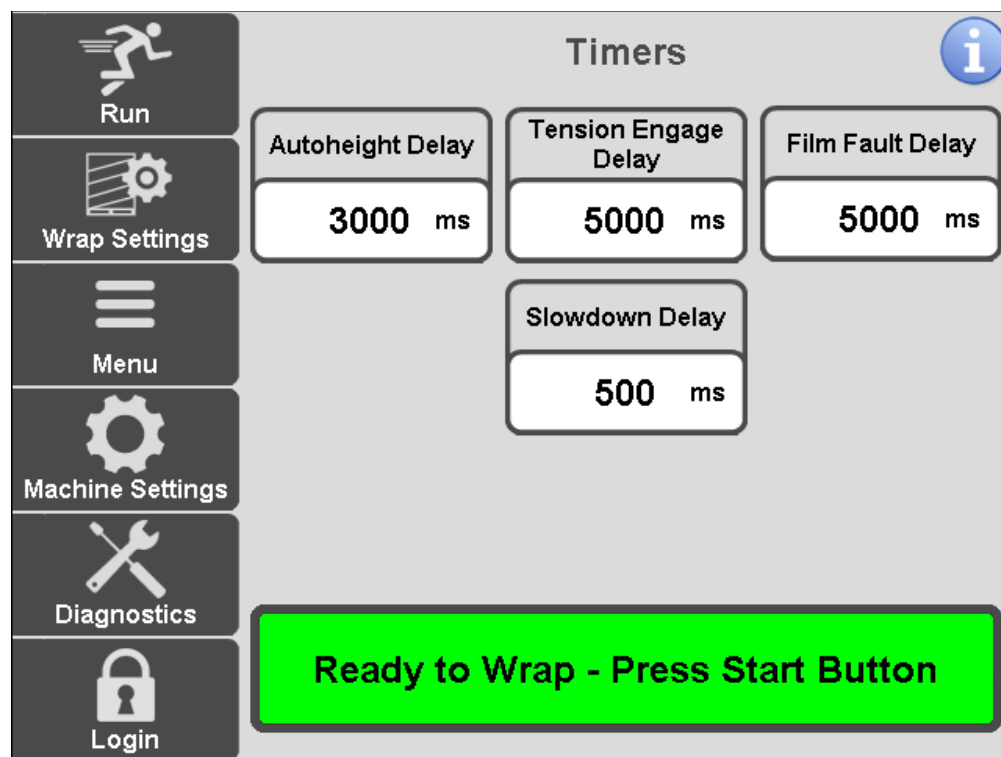 Run
Wrap Settings
Menu
Machine Settings
Diagnostics
Login
Timers
i
Autoheight Delay
3000 ms
Tension Engage
Delay
5000 ms
Film Fault Delay
5000 ms
Slowdown Delay
500 ms
Ready to Wrap - Press Start Button